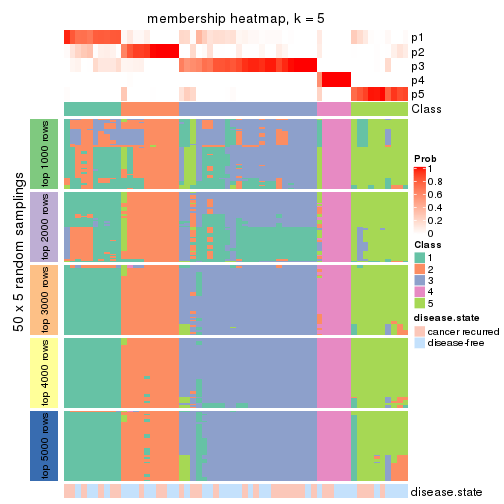 membership heatmap, k = 5
p1
p2
p3
p4
p5
Class
50 x 5 random samplings
top 1000 rows
top 2000 rows
top 3000 rows
top 4000 rows
top 5000 rows
disease.state
Prob
1
0.8
0.6
0.4
0.2
0
Class
1
2
3
4
5
disease.state
cancer recurred
disease-free